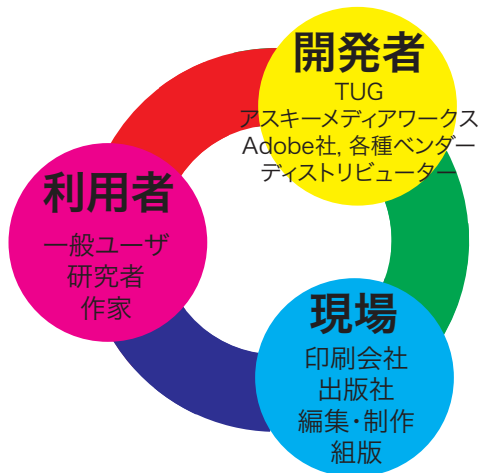 開発者
TUG
アスキーメディアワークス
Adobe社, 各種ベンダー
ディストリビューター
利用者
一般ユーザ
研究者
作家
現場
印刷会社
出版社
編集・制作
組版